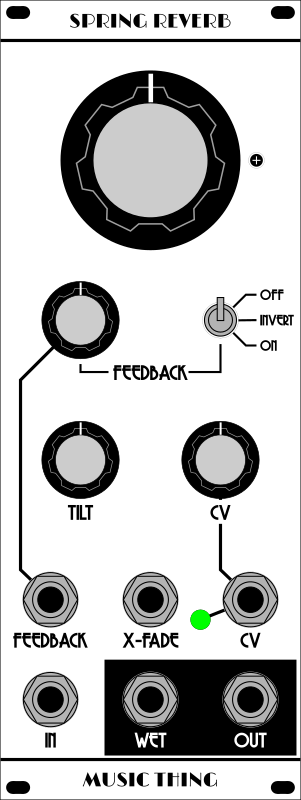 SPRING REVERB
OFF
INVERT
ON
FEEDBACK
TILT
CV
FEEDBACK
X-FADE
CV
IN
WET
OUT
MUSIC THING